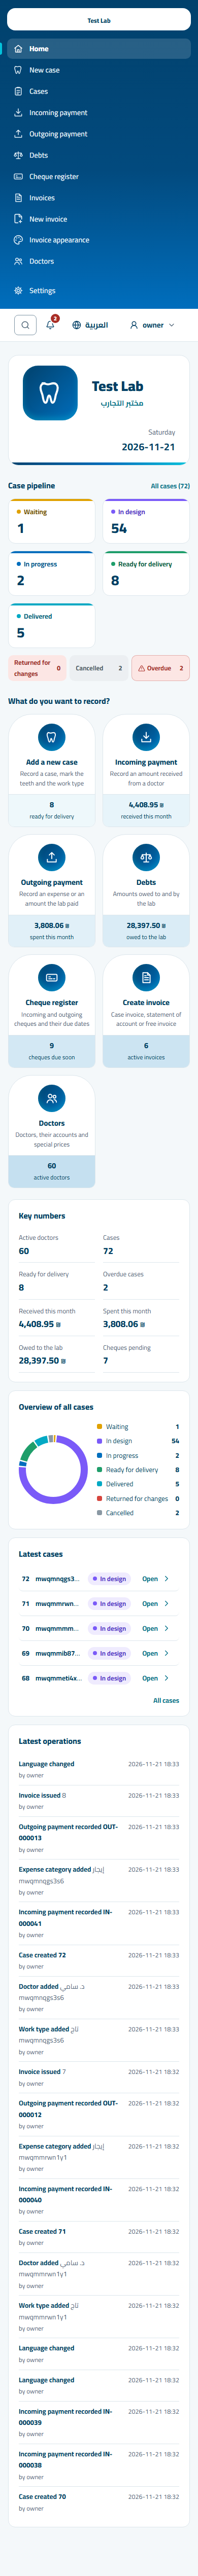 Test Lab
Home
New case
Cases
Incoming payment
Outgoing payment
Debts
Cheque register
Invoices
New invoice
Invoice appearance
Doctors
Settings
2
العربية
owner
Test Lab
مختبر التجارب
Saturday
2026-11-21
Case pipeline
All cases (72)
Waiting
1
In design
54
In progress
2
Ready for delivery
8
Delivered
5
Returned for changes 0
Cancelled 2
Overdue 2
What do you want to record?
Add a new case
Record a case, mark the
teeth and the work type
8
ready for delivery
Incoming payment
Record an amount received
from a doctor
4,408.95 ₪
received this month
Outgoing payment
Record an expense or an
amount the lab paid
3,808.06 ₪
spent this month
Debts
Amounts owed to and by
the lab
28,397.50 ₪
owed to the lab
Cheque register
Incoming and outgoing
cheques and their due dates
9
cheques due soon
Create invoice
Case invoice, statement of
account or free invoice
6
active invoices
Doctors
Doctors, their accounts and
special prices
60
active doctors
Key numbers
Active doctors
60
Cases
72
Ready for delivery
8
Overdue cases
2
Received this month
4,408.95 ₪
Spent this month
3,808.06 ₪
Owed to the lab
28,397.50 ₪
Cheques pending
7
Overview of all cases
Waiting 1
In design 54
In progress 2
Ready for delivery 8
Delivered 5
Returned for changes 0
Cancelled 2
Latest cases
72 mwqmnqgs3... In design Open
71 mwqmmrwn... In design Open
70 mwqmmmm... In design Open
69 mwqmmib87... In design Open
68 mwqmmeti4x... In design Open
All cases
Latest operations
Language changed 2026-11-21 18:33
by owner
Invoice issued 8 2026-11-21 18:33
by owner
Outgoing payment recorded OUT-000013 2026-11-21 18:33
by owner
Expense category added إيجار 2026-11-21 18:33
mwqmnqgs3s6
by owner
Incoming payment recorded IN-000041 2026-11-21 18:33
by owner
Case created 72 2026-11-21 18:33
by owner
Doctor added د. سامي 2026-11-21 18:33
mwqmnqgs3s6
by owner
Work type added تاج 2026-11-21 18:33
mwqmnqgs3s6
by owner
Invoice issued 7 2026-11-21 18:32
by owner
Outgoing payment recorded OUT-000012 2026-11-21 18:32
by owner
Expense category added إيجار 2026-11-21 18:32
mwqmmrwn1y1
by owner
Incoming payment recorded IN-000040 2026-11-21 18:32
by owner
Case created 71 2026-11-21 18:32
by owner
Doctor added د. سامي 2026-11-21 18:32
mwqmmrwn1y1
by owner
Work type added تاج 2026-11-21 18:32
mwqmmrwn1y1
by owner
Language changed 2026-11-21 18:32
by owner
Language changed 2026-11-21 18:32
by owner
Incoming payment recorded IN-000039 2026-11-21 18:32
by owner
Incoming payment recorded IN-000038 2026-11-21 18:32
by owner
Case created 70 2026-11-21 18:32
by owner